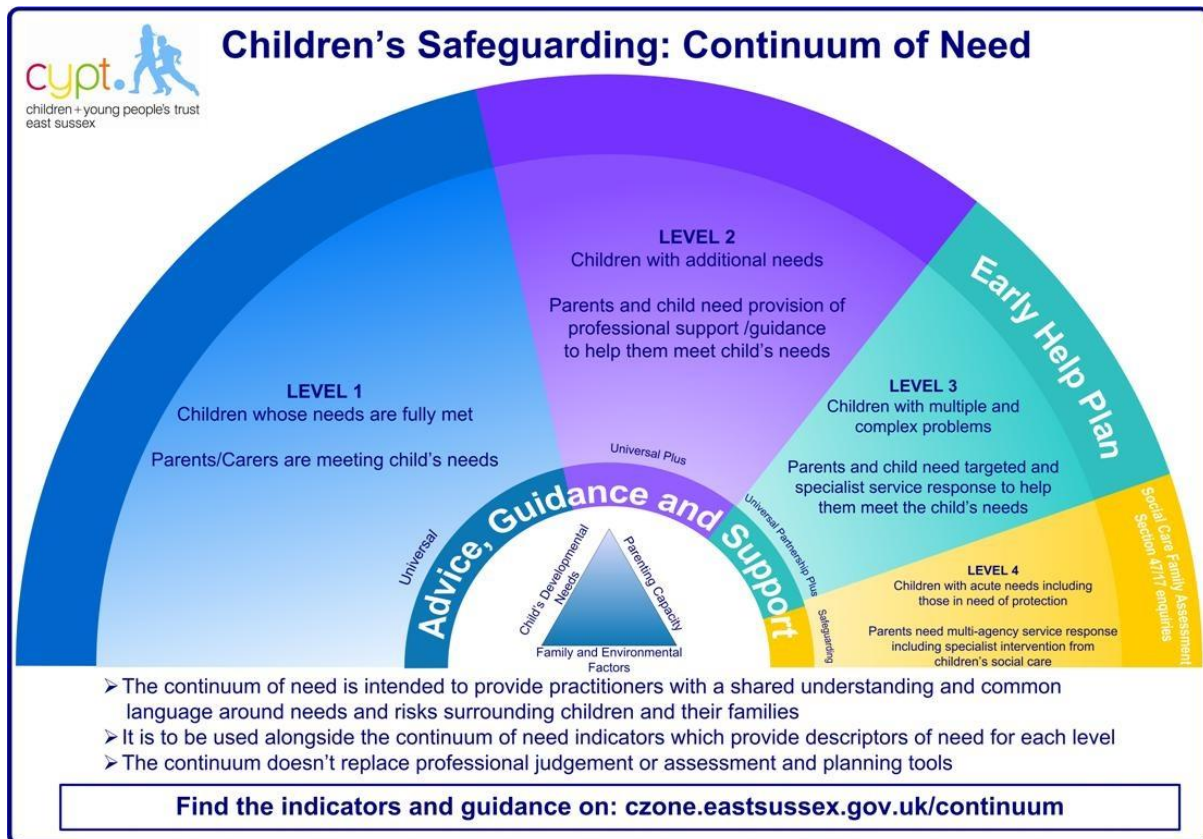 Children's Safeguarding: Continuum of Need
cypt.
children + young people's trust
east sussex
LEVEL 1
Children whose needs are fully met
Parents/Carers are meeting child's needs
LEVEL 2
Children with additional needs
Parents and child need provision of
professional support /guidance
to help them meet child's needs
Early Help Plan
LEVEL 3
Children with multiple and
complex problems
Parents and child need targeted and
specialist service response to help
them meet the child's needs
Social Care Family Assessment
Section 47/17 enquiries
LEVEL 4
Children with acute needs including
those in need of protection
Parents need multi-agency service response
including specialist intervention from
children's social care
Universal
Universal Plus
Universal Partnership Plus
Safeguarding
Advice, Guidance and Support
Child's Developmental
Needs
Parenting Capacity
Family and Environmental
Factors
➢ The continuum of need is intended to provide practitioners with a shared understanding and common
language around needs and risks surrounding children and their families
➢ It is to be used alongside the continuum of need indicators which provide descriptors of need for each level
➢ The continuum doesn't replace professional judgement or assessment and planning tools
Find the indicators and guidance on: czone.eastsussex.gov.uk/continuum